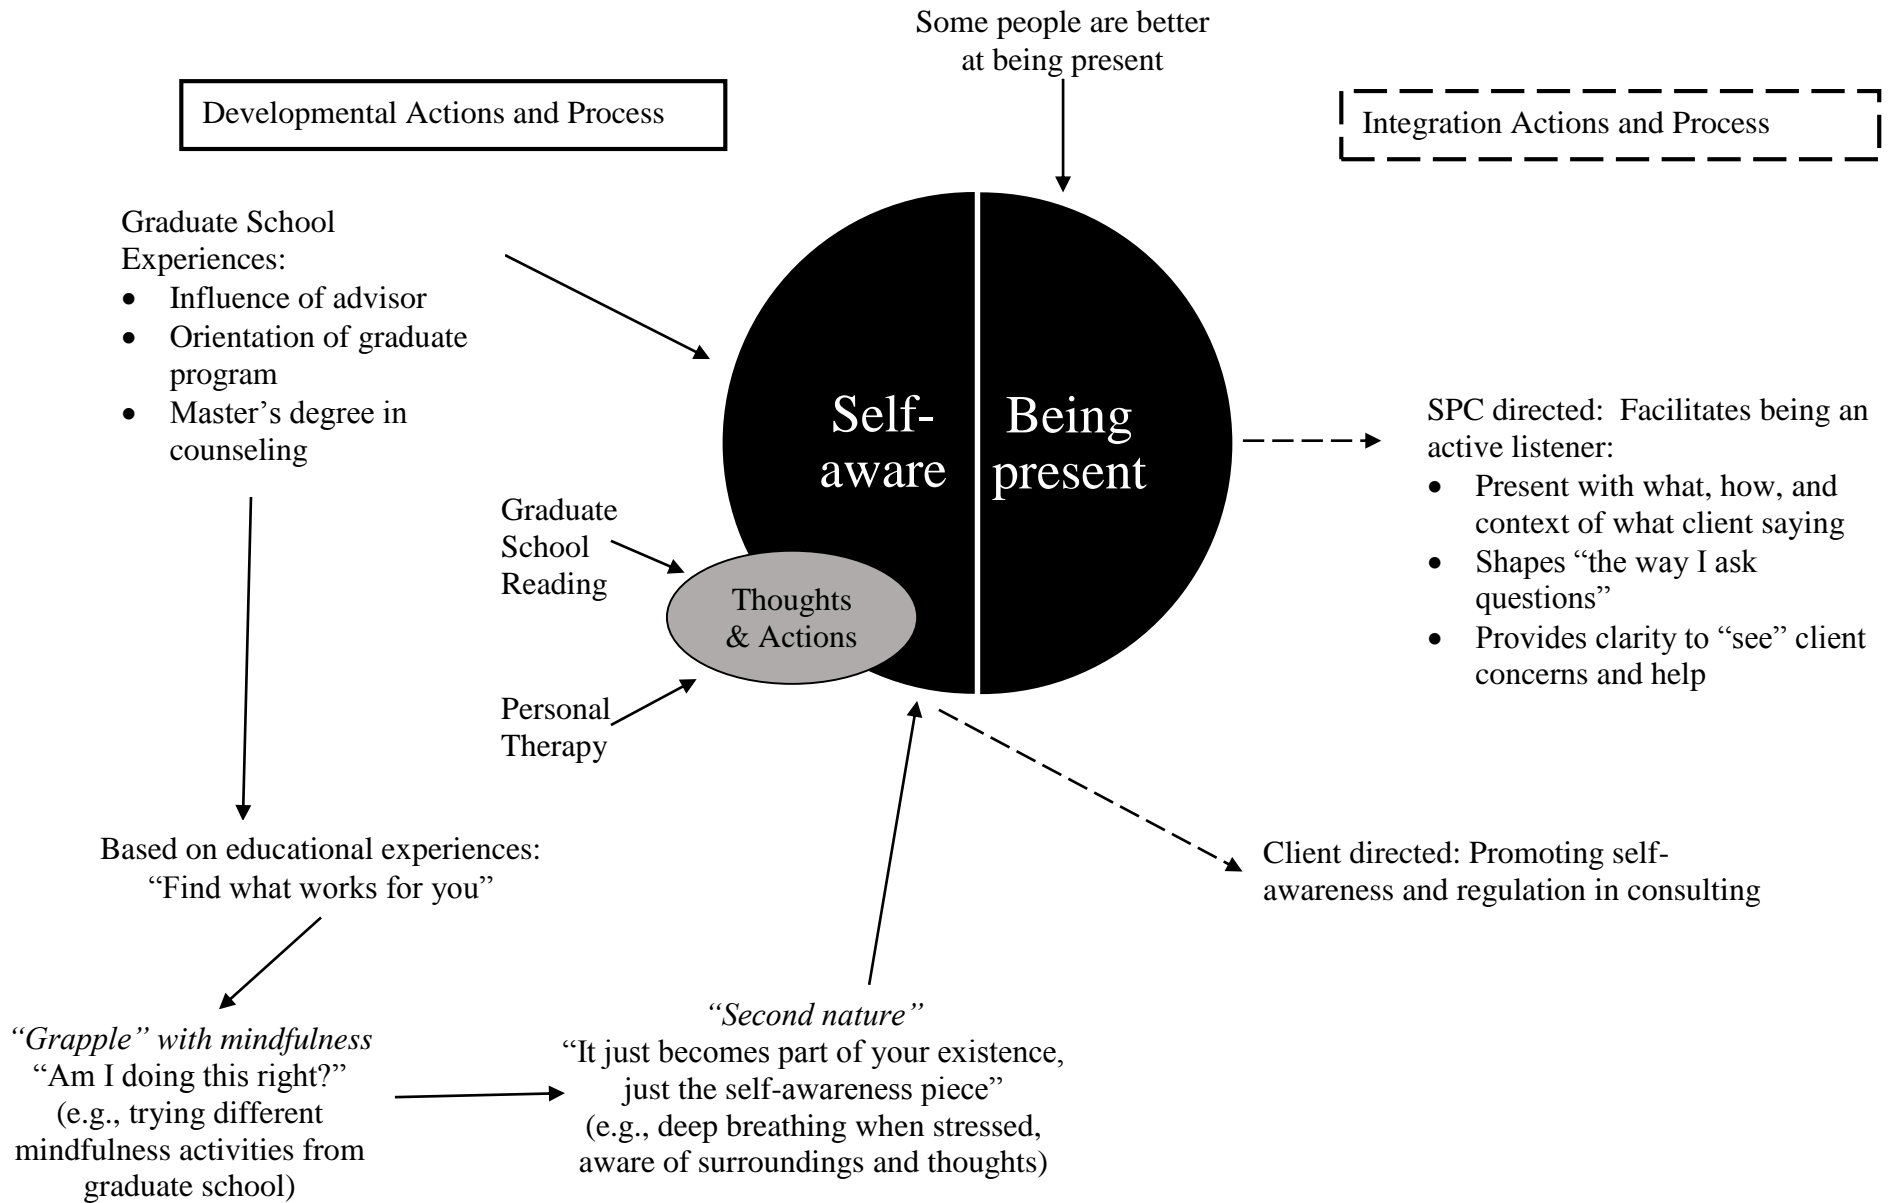 Some people are better
at being present
Developmental Actions and Process
Integration Actions and Process
Graduate School
Experiences:
• Influence of advisor
• Orientation of graduate
program
• Master’s degree in
counseling
Self-
aware
Being
present
SPC directed:  Facilitates being an
active listener:
• Present with what, how, and
context of what client saying
• Shapes “the way I ask
questions”
• Provides clarity to “see” client
concerns and help
Graduate
School
Reading
Thoughts
& Actions
Personal
Therapy
Based on educational experiences:
“Find what works for you”
Client directed: Promoting self-
awareness and regulation in consulting
“Grapple” with mindfulness
“Am I doing this right?”
(e.g., trying different
mindfulness activities from
graduate school)
“Second nature”
“It just becomes part of your existence,
just the self-awareness piece”
(e.g., deep breathing when stressed,
aware of surroundings and thoughts)